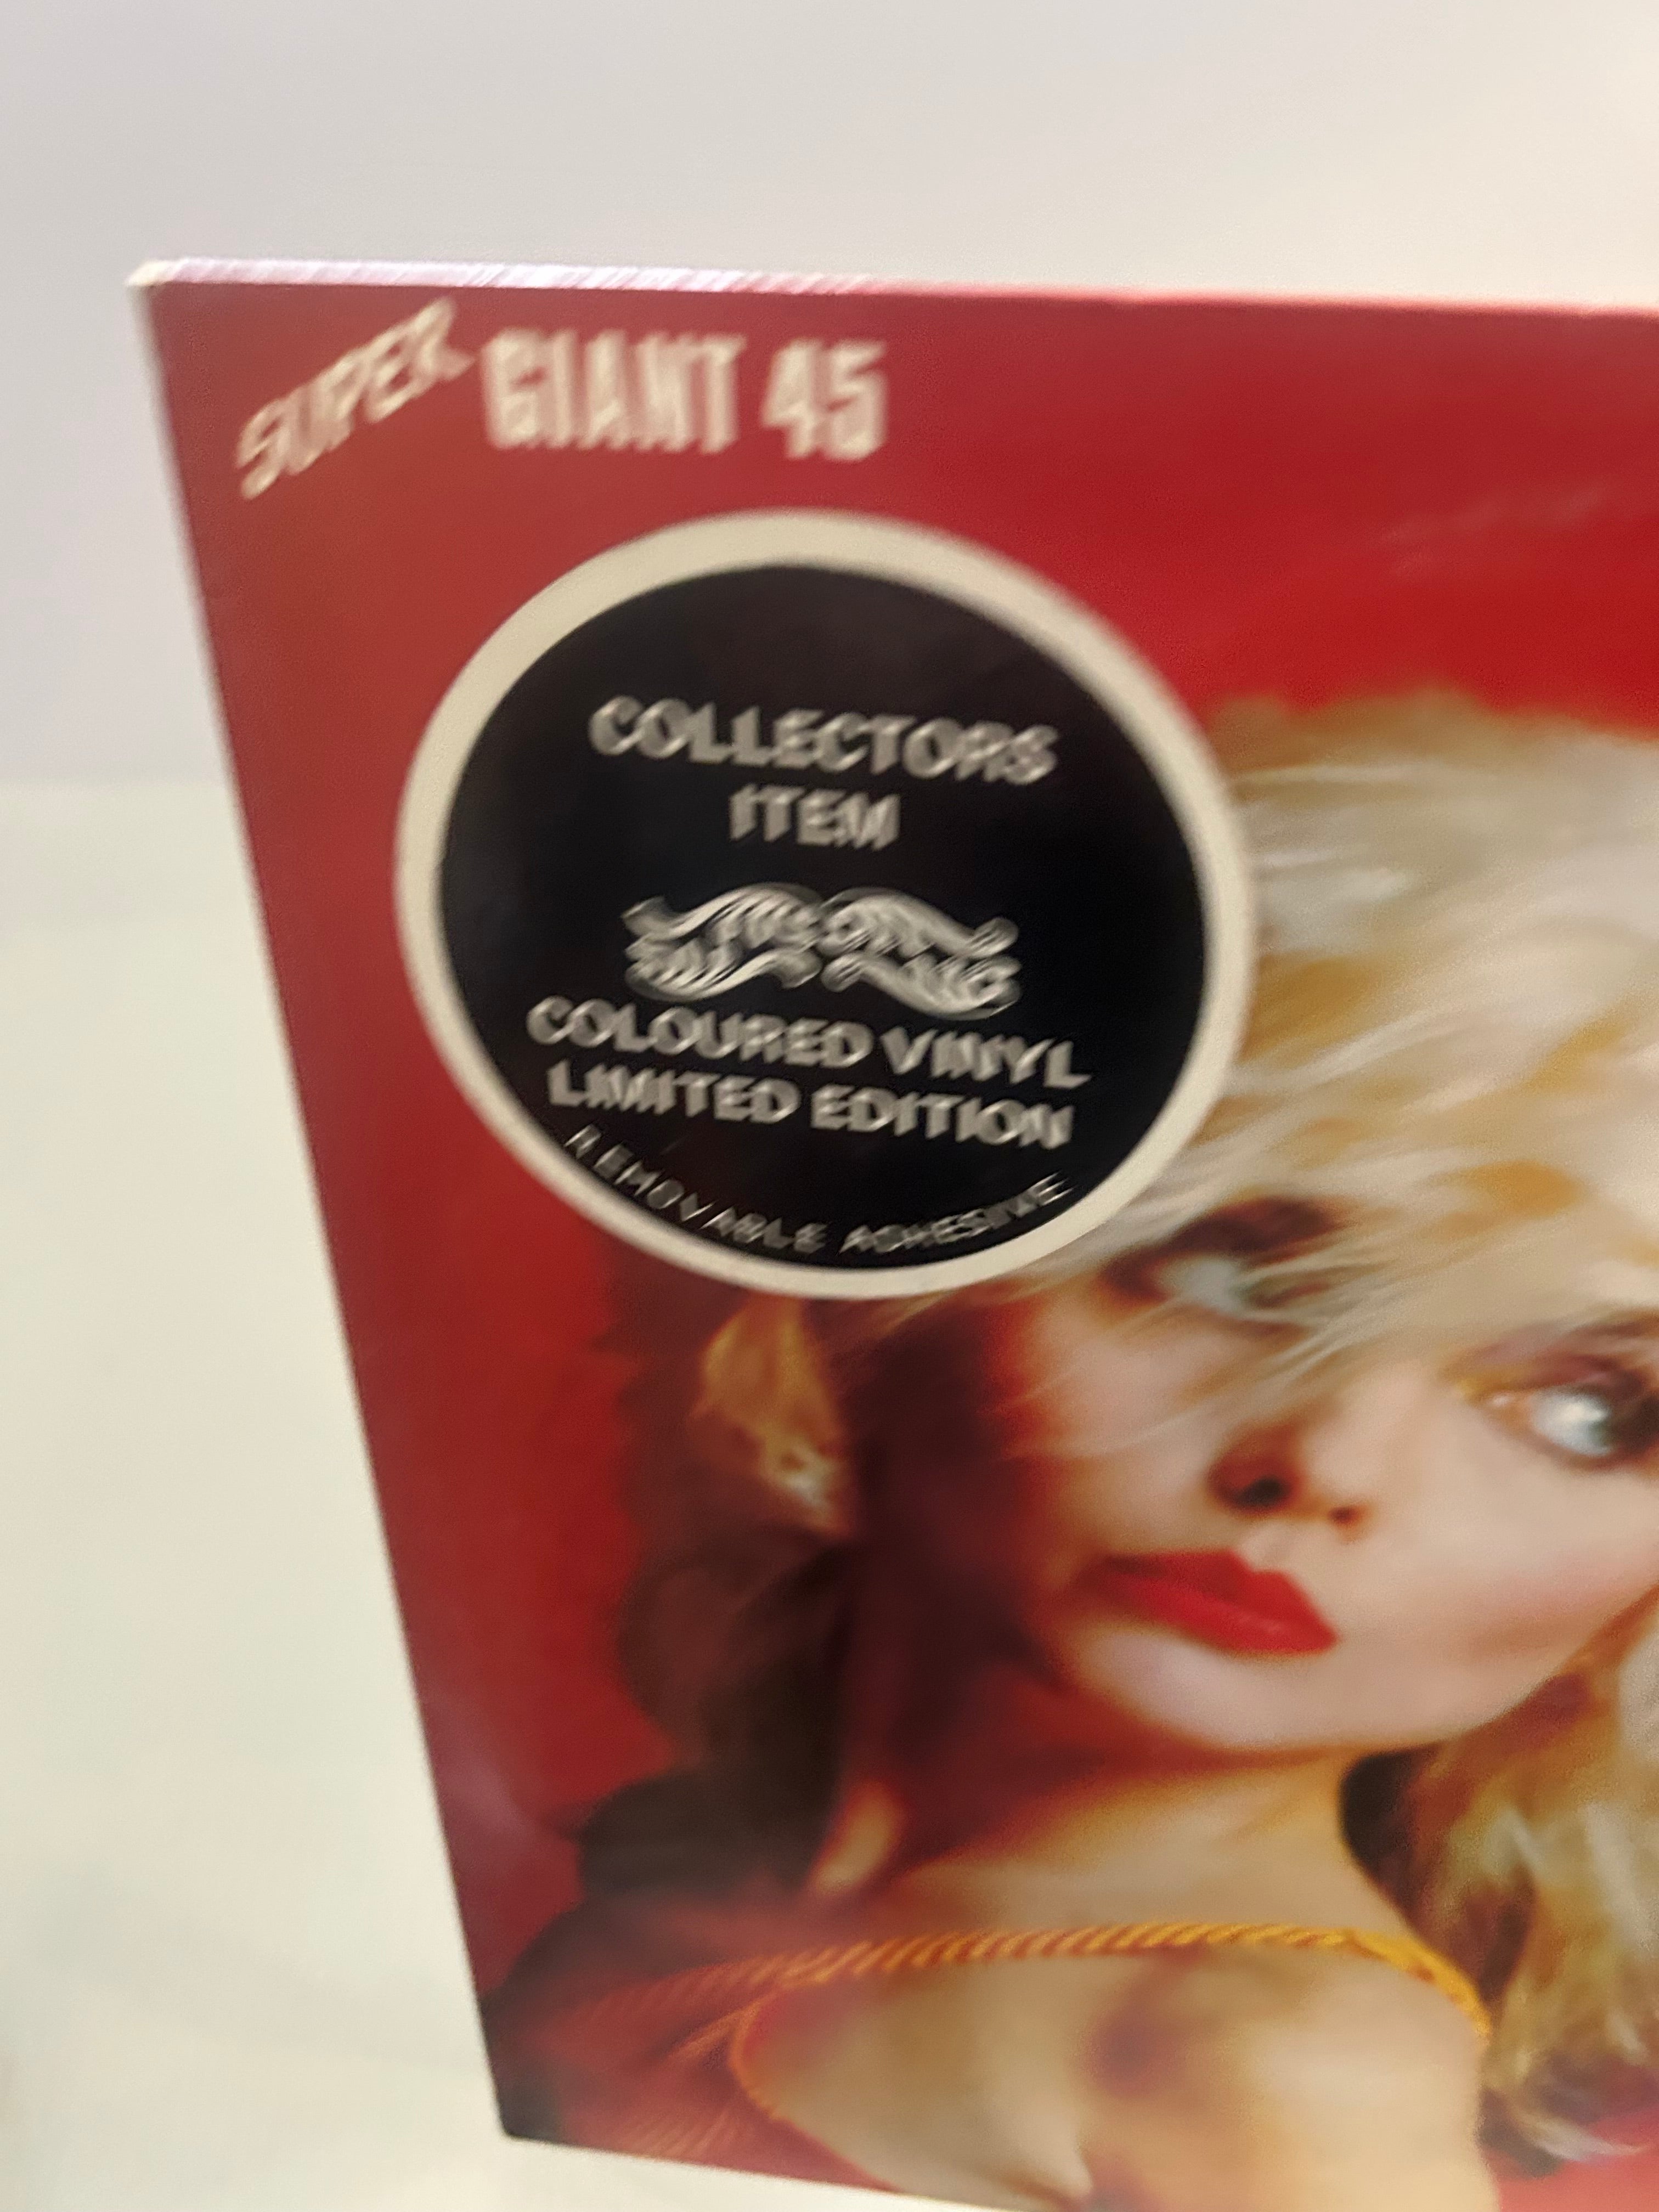 SUPER GIANT 45
COLLECTORS
ITEM
COLOURED VINYL
LIMITED EDITION
REMOVABLE ADHESIVE